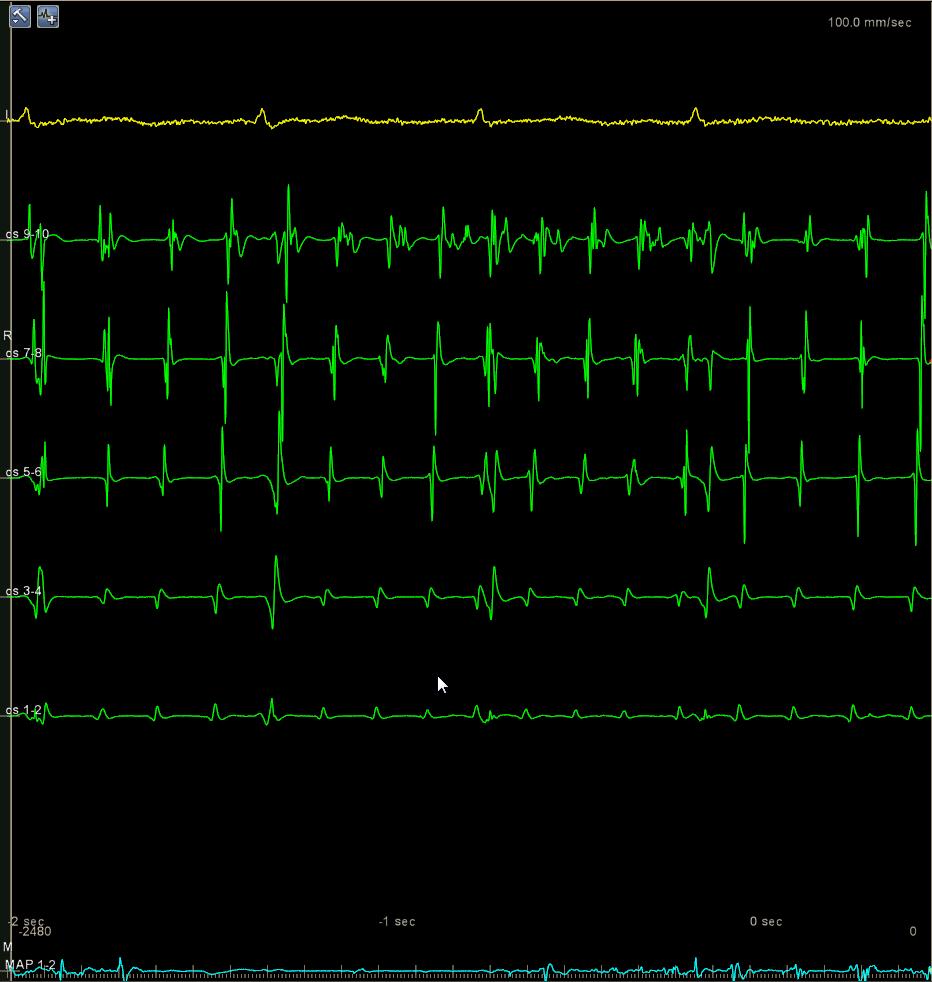 100.0 mm/sec
I
cs 9-10
R
cs 7-8
cs 5-6
cs 3-4
cs 1-2
-2 sec
-1 sec
0 sec
-2480
0
M
MAP 1-2